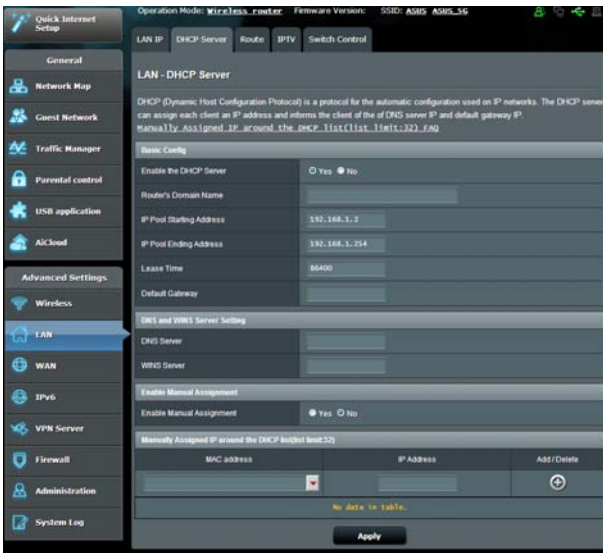 Quick Internet
Setup
Operation Mode: Wireless router Firmware Version: SSID: ASUS ASUS_5G
LAN IP DHCP Server Route IPTV Switch Control
General
Network Map
Guest Network
Traffic Manager
Parental control
USB application
AiCloud
Advanced Settings
Wireless
LAN
WAN
IPv6
VPN Server
Firewall
Administration
System Log
LAN - DHCP Server
DHCP (Dynamic Host Configuration Protocol) is a protocol for the automatic configuration used on IP networks. The DHCP server
can assign each client an IP address and informs the client of the of DNS server IP and default gateway IP.
Manually Assigned IP around the DHCP list(list limit:32) FAQ
Basic Config
Enable the DHCP Server Yes No
Router's Domain Name
IP Pool Starting Address 192.168.1.2
IP Pool Ending Address 192.168.1.254
Lease Time 86400
Default Gateway
DNS and WINS Server Setting
DNS Server
WINS Server
Enable Manual Assignment
Enable Manual Assignment Yes No
Manually Assigned IP around the DHCP list(list limit:32)
MAC address IP Address Add / Delete
No data in table.
Apply